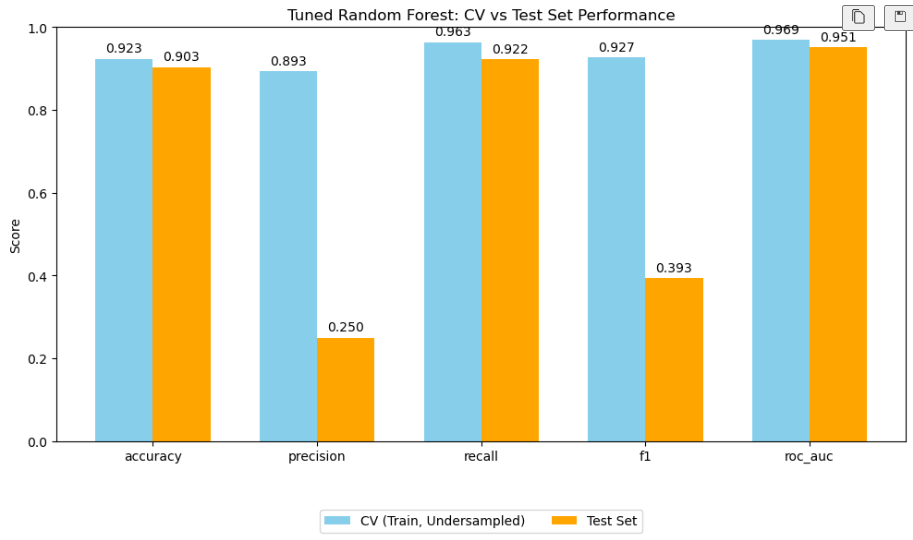 Tuned Random Forest: CV vs Test Set Performance
1.0
0.8
0.6
0.4
0.2
0.0
Score
0.923
0.903
0.893
0.250
0.963
0.922
0.927
0.393
0.969
0.951
accuracy
precision
recall
f1
roc_auc
CV (Train, Undersampled)
Test Set